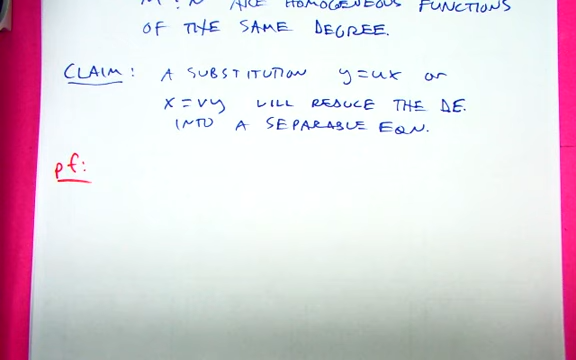 M & N ARE HOMOGENEOUS FUNCTIONS
OF THE SAME DEGREE.
CLAIM: A SUBSTITUTION y=ux or
x=vy WILL REDUCE THE DE.
INTO A SEPARABLE EQN.
pf: